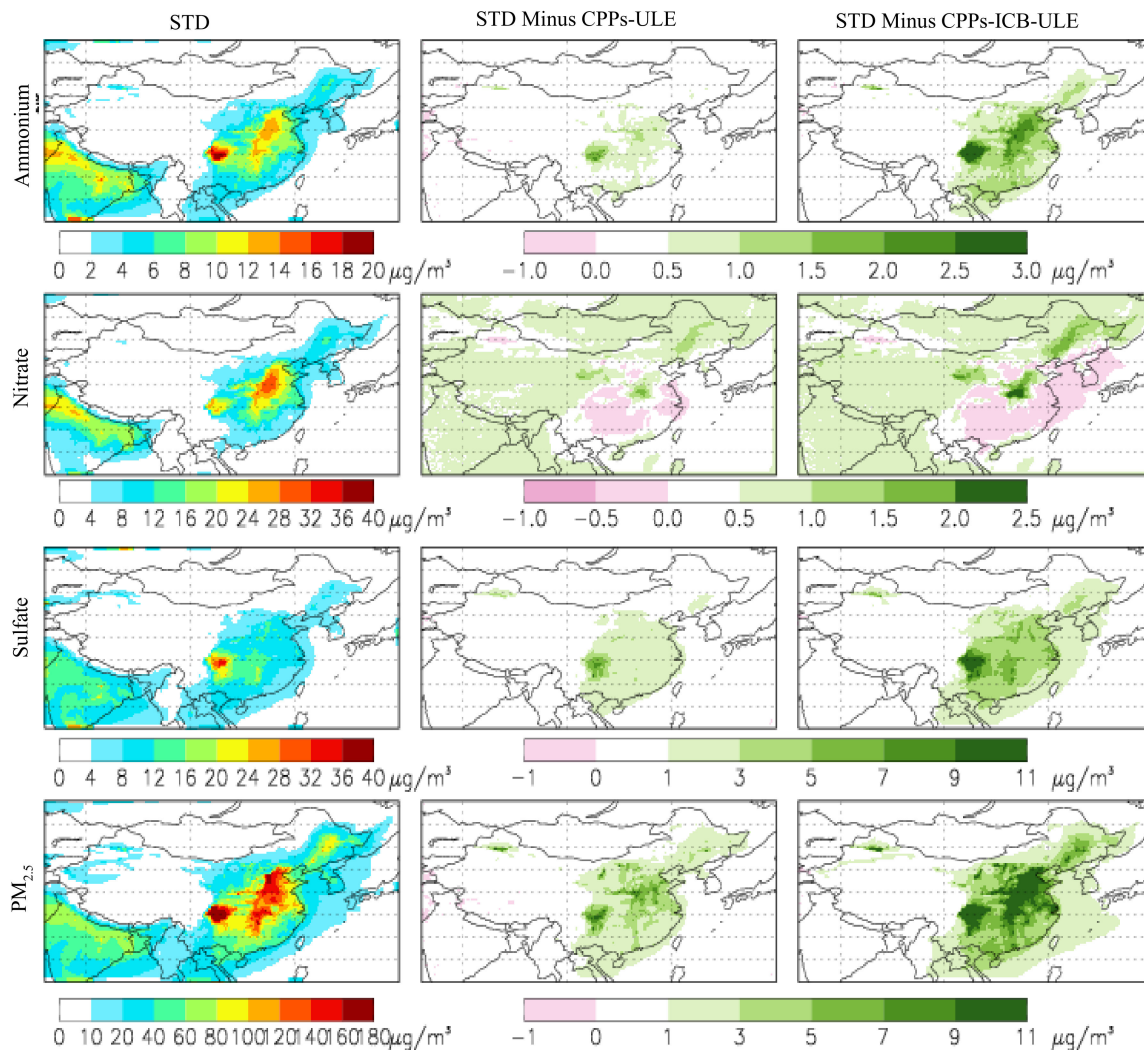 STD STD Minus CPPs-ULE STD Minus CPPs-ICB-ULE
Ammonium
0 2 4 6 8 10 12 14 16 18 20 μg/m³ -1.0 0.0 0.5 1.0 1.5 2.0 2.5 3.0
Nitrate
0 4 8 12 16 20 24 28 32 36 40 μg/m³ -1.0 -0.5 0.0 0.5 1.0 1.5 2.0 2.5 μg/m³
Sulfate
0 4 8 12 16 20 24 28 32 36 40 μg/m³ -1 0 1 3 5 7 9 11 μg/m³
PM2.5
0 10 20 40 60 80 100 120 140 160 180 μg/m³ -1 0 1 3 5 7 9 11 μg/m³